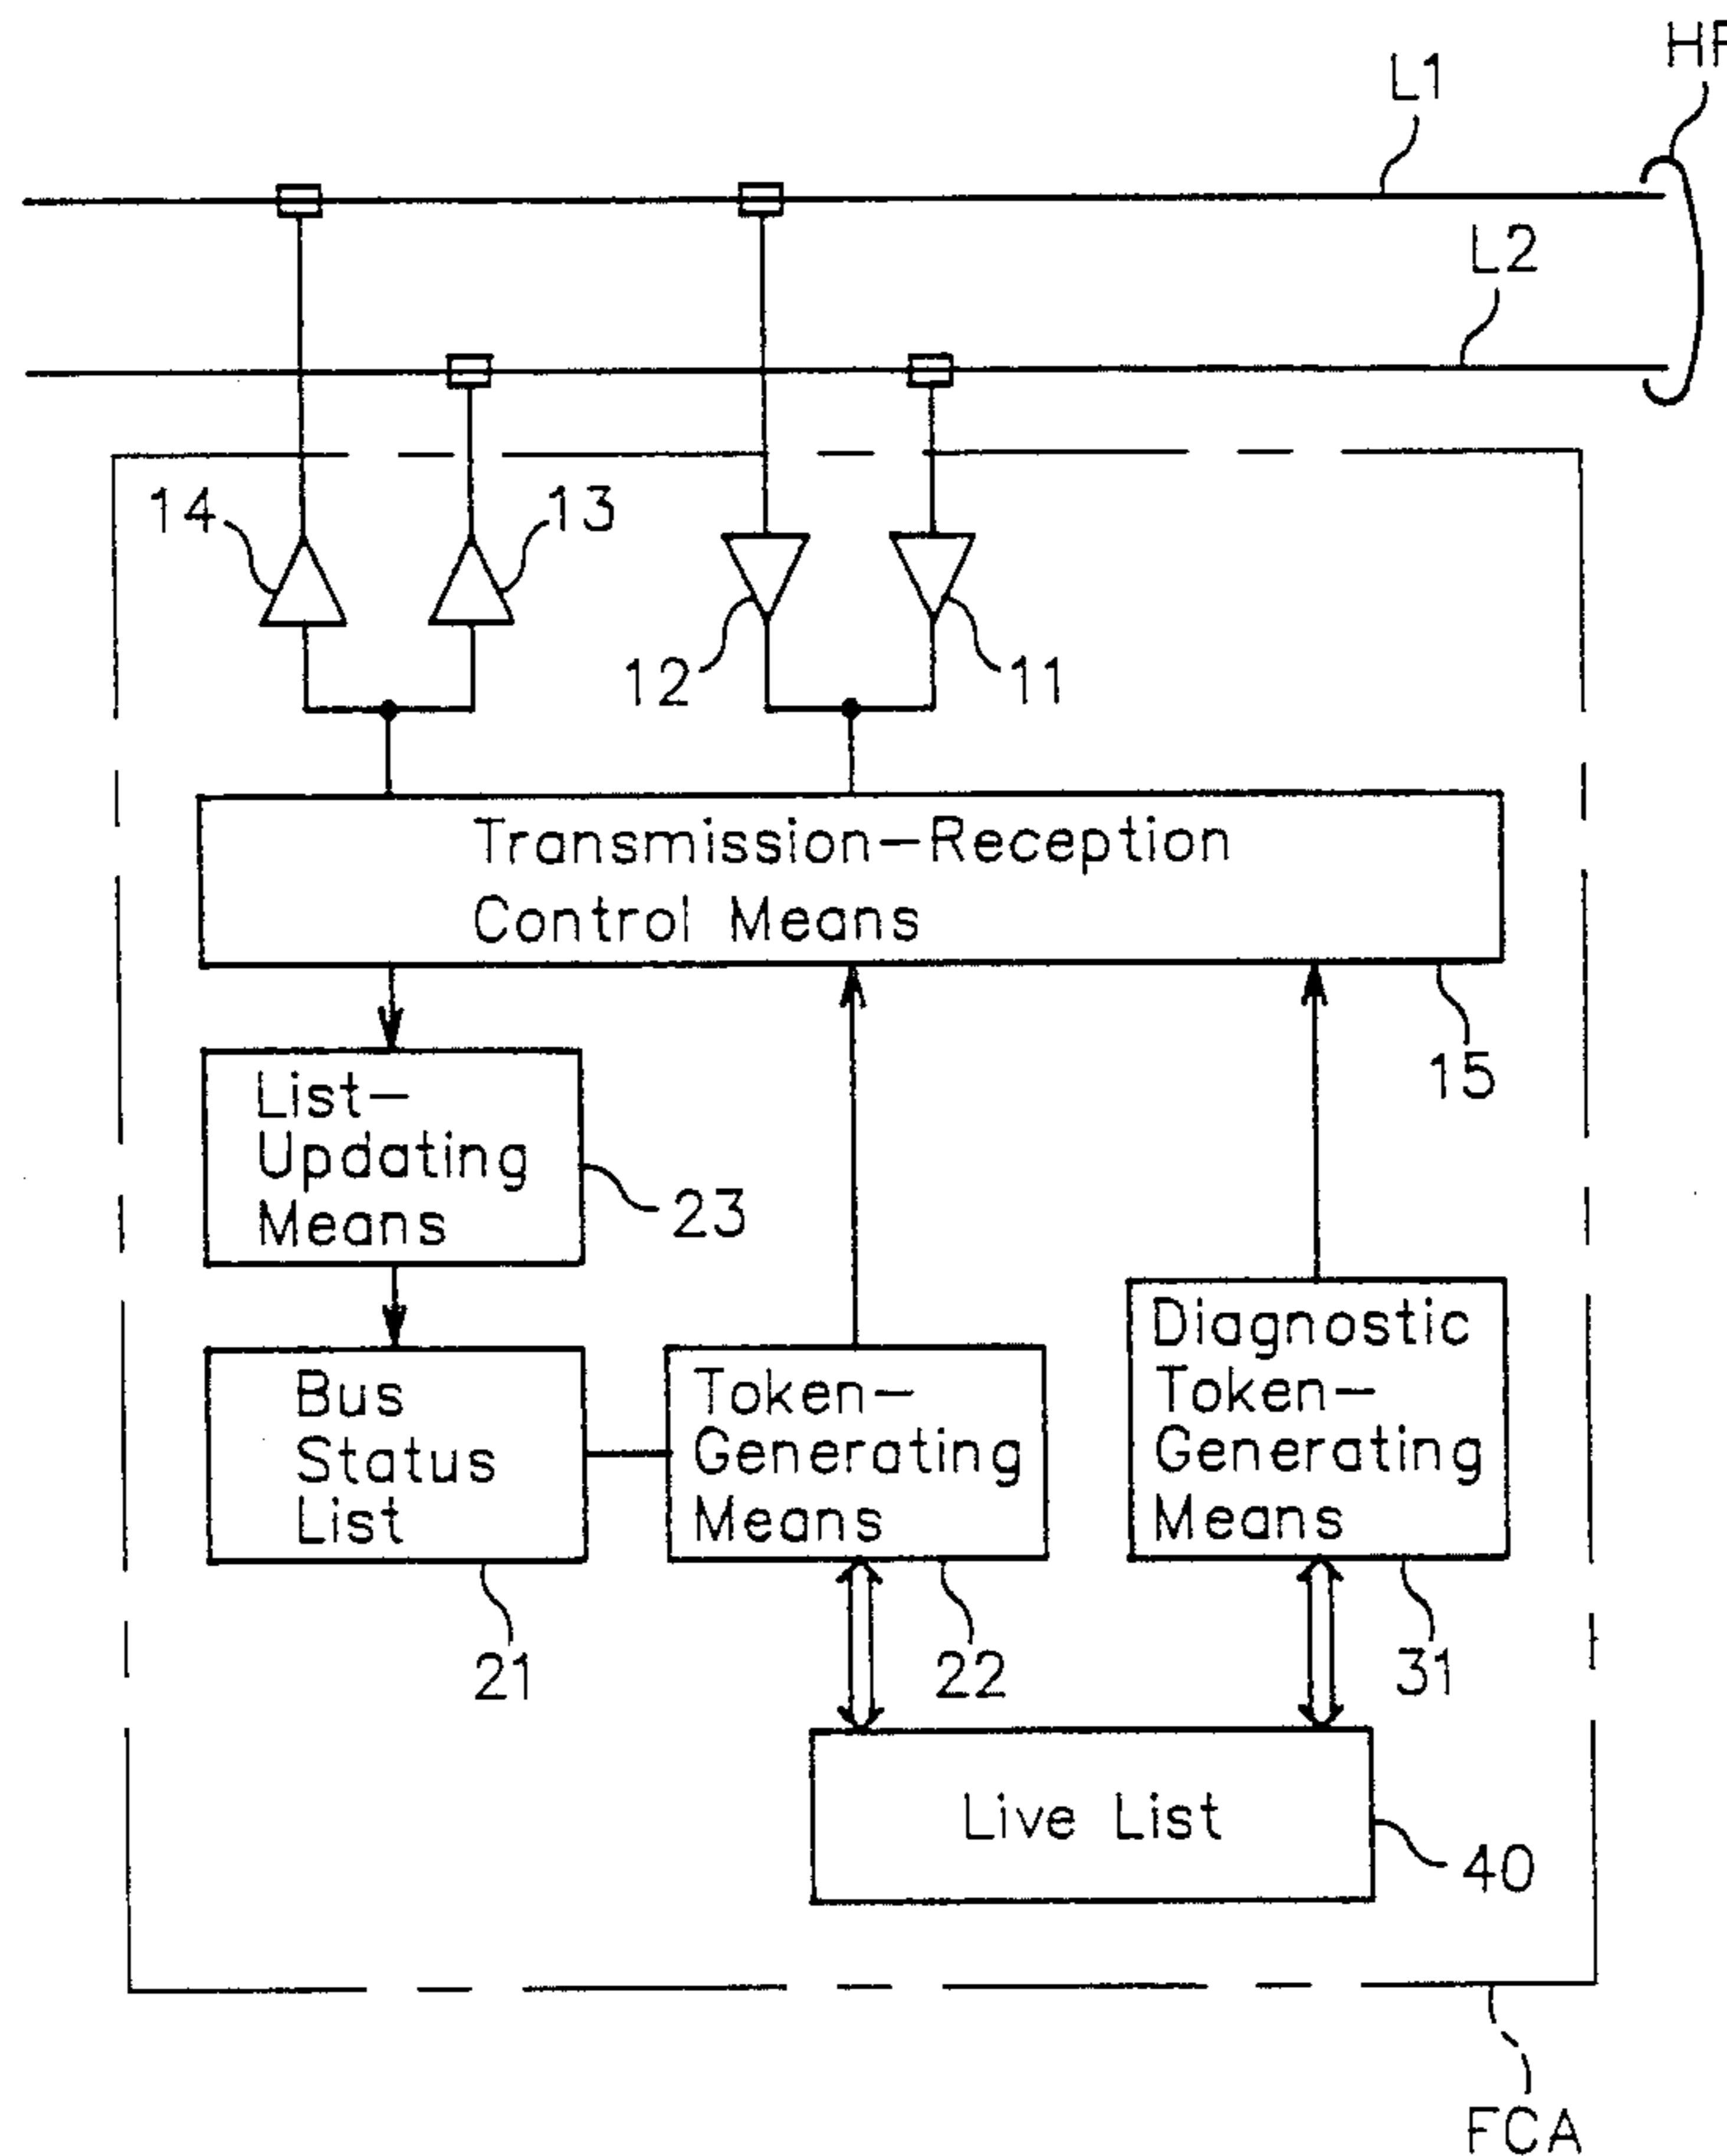 L1
L2
14
13
12
11
Transmission-Reception
Control Means
15
List-
Updating
Means
23
Bus
Status
List
21
Token-
Generating
Means
22
Diagnostic
Token-
Generating
Means
31
Live List
40
FCA